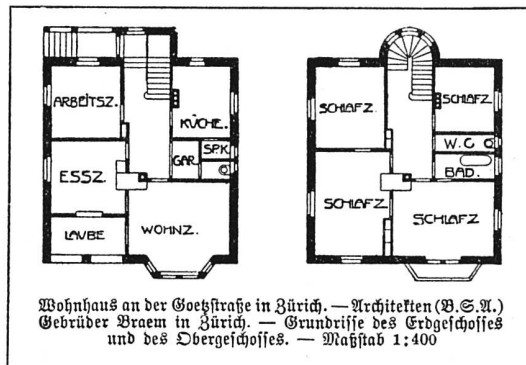 ARBEITSZ.
KÜCHE.
GAR.
SPK
ESSZ.
LAUBE
WOHNZ.
SCHLAFZ.
SCHLAFZ
W.C
BAD.
SCHLAFZ
SCHLAFZ
Wohnhaus an der Goetzstraße in Zürich. — Architekten (B.S.A.)
Gebrüder Braem in Zürich. — Grundrisse des Erdgeschosses
und des Obergeschosses. — Maßstab 1:400